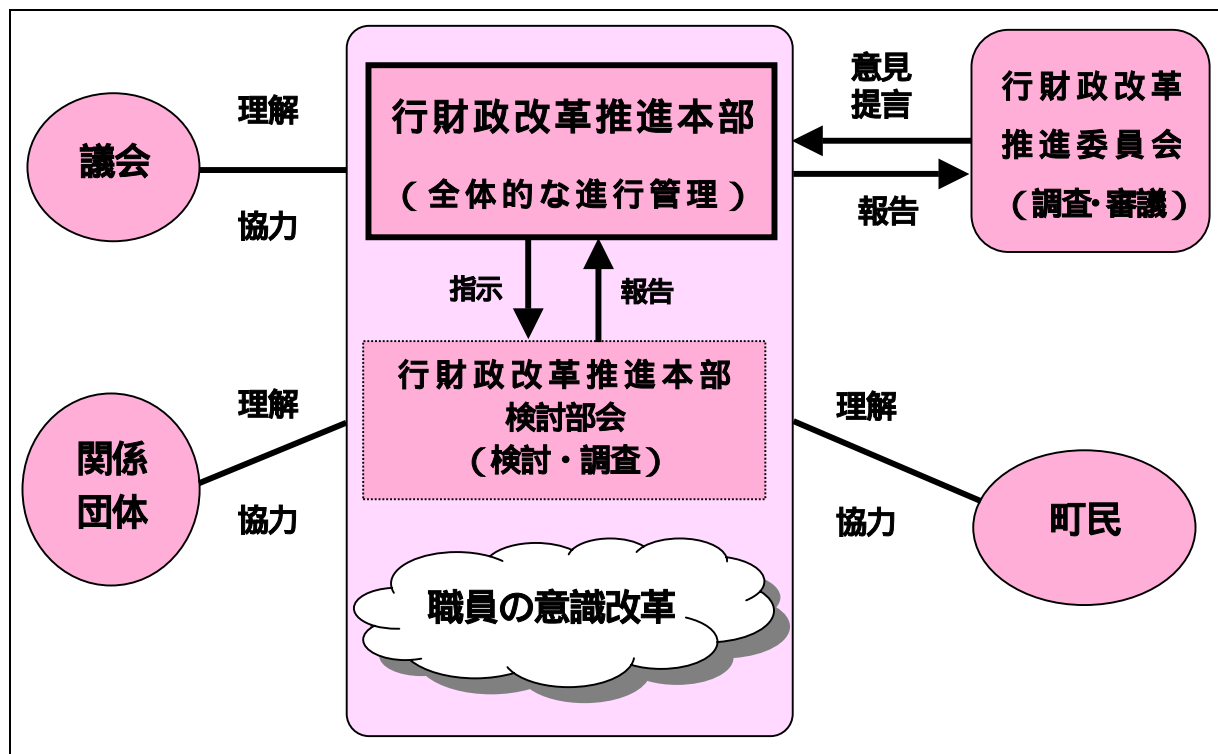 議会
理解
協力
行財政改革推進本部
（全体的な進行管理）
意見
提言
報告
行財政改革
推進委員会
（調査・審議）
指示
報告
行財政改革推進本部
検討部会
（検討・調査）
関係
団体
理解
協力
理解
協力
町民
職員の意識改革